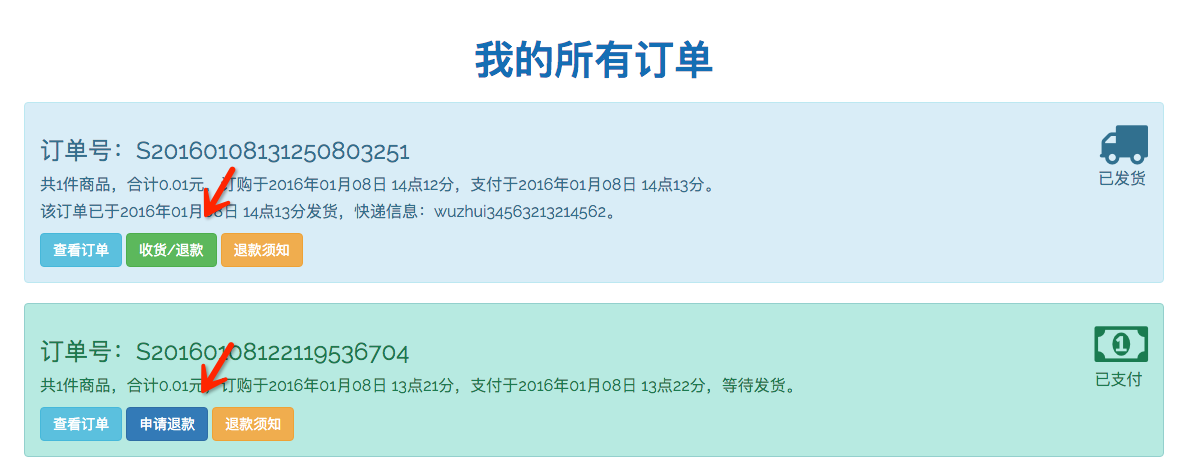 我的所有订单
订单号：S20160108131250803251
已发货
共1件商品，合计0.01元，订购于2016年01月08日 14点12分，支付于2016年01月08日 14点13分。
该订单已于2016年01月08日 14点13分发货，快递信息：wuzhui34563213214562。
查看订单 收货/退款 退款须知
订单号：S20160108122119536704
1
已支付
共1件商品，合计0.01元，订购于2016年01月08日 13点21分，支付于2016年01月08日 13点22分，等待发货。
查看订单 申请退款 退款须知